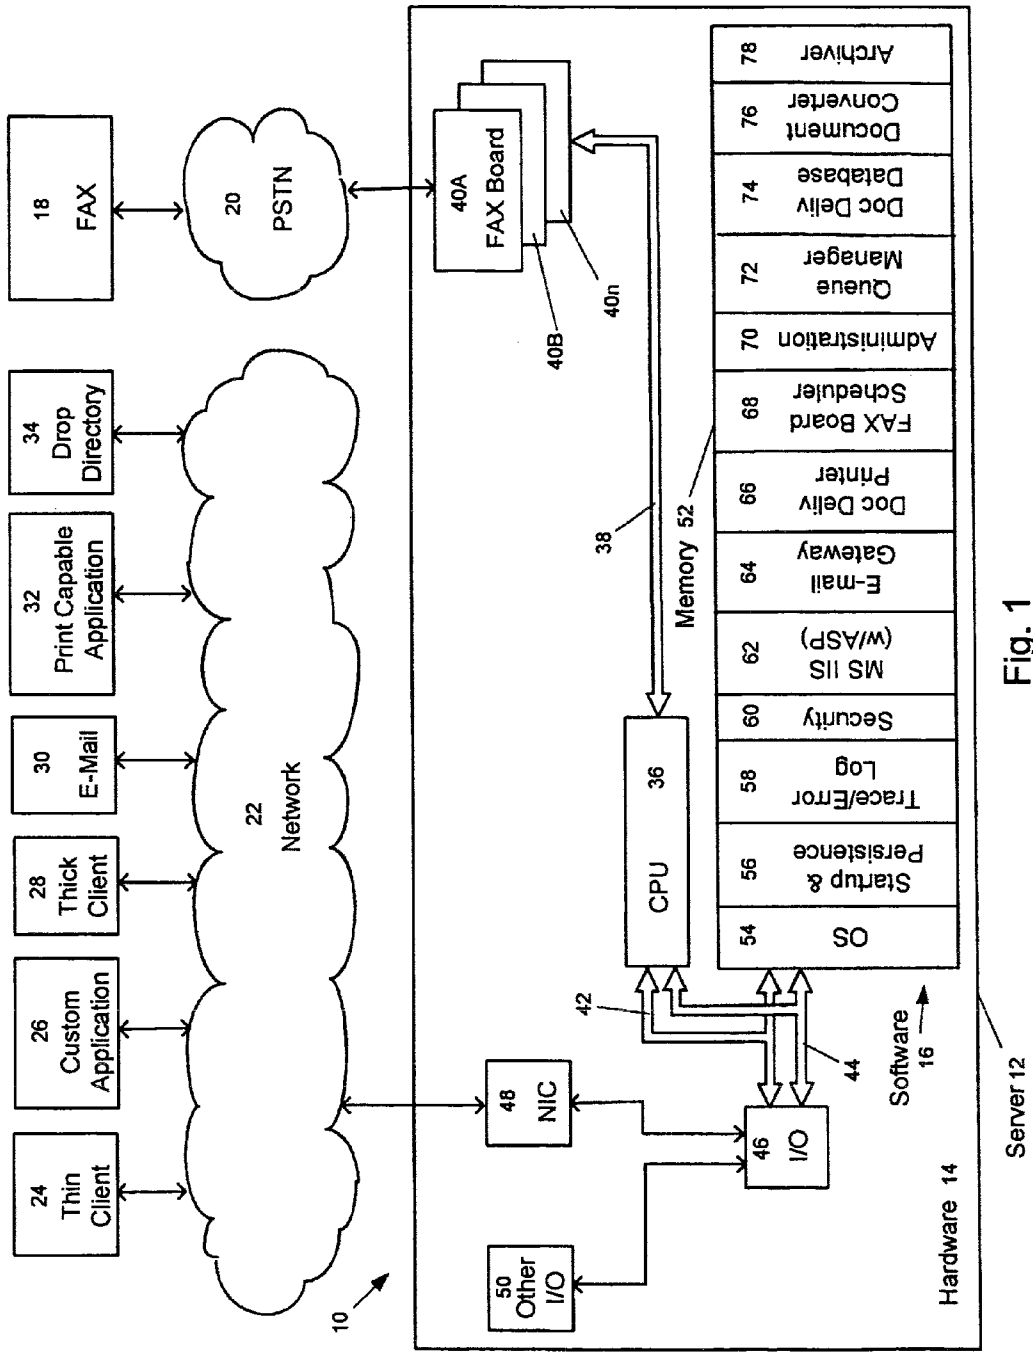 24
Thin
Client
26
Custom
Application
28
Thick
Client
30
E-Mail
32
Print Capable
Application
34
Drop
Directory
18
FAX
22
Network
20
PSTN
10
50
Other
I/O
48
NIC
40A
FAX Board
40B
40n
42
CPU 36
38
46
I/O
44
Memory 52
54
OS
56
Startup &
Persistence
58
Trace/Error
Log
60
Security
62
MS IIS
(w/ASP)
64
E-mail
Gateway
66
Doc Deliv
Printer
68
FAX Board
Scheduler
70
Administration
72
Queue
Manager
74
Doc Deliv
Database
76
Document
Converter
78
Archiver
Software
16
Hardware 14
Server 12
Fig. 1